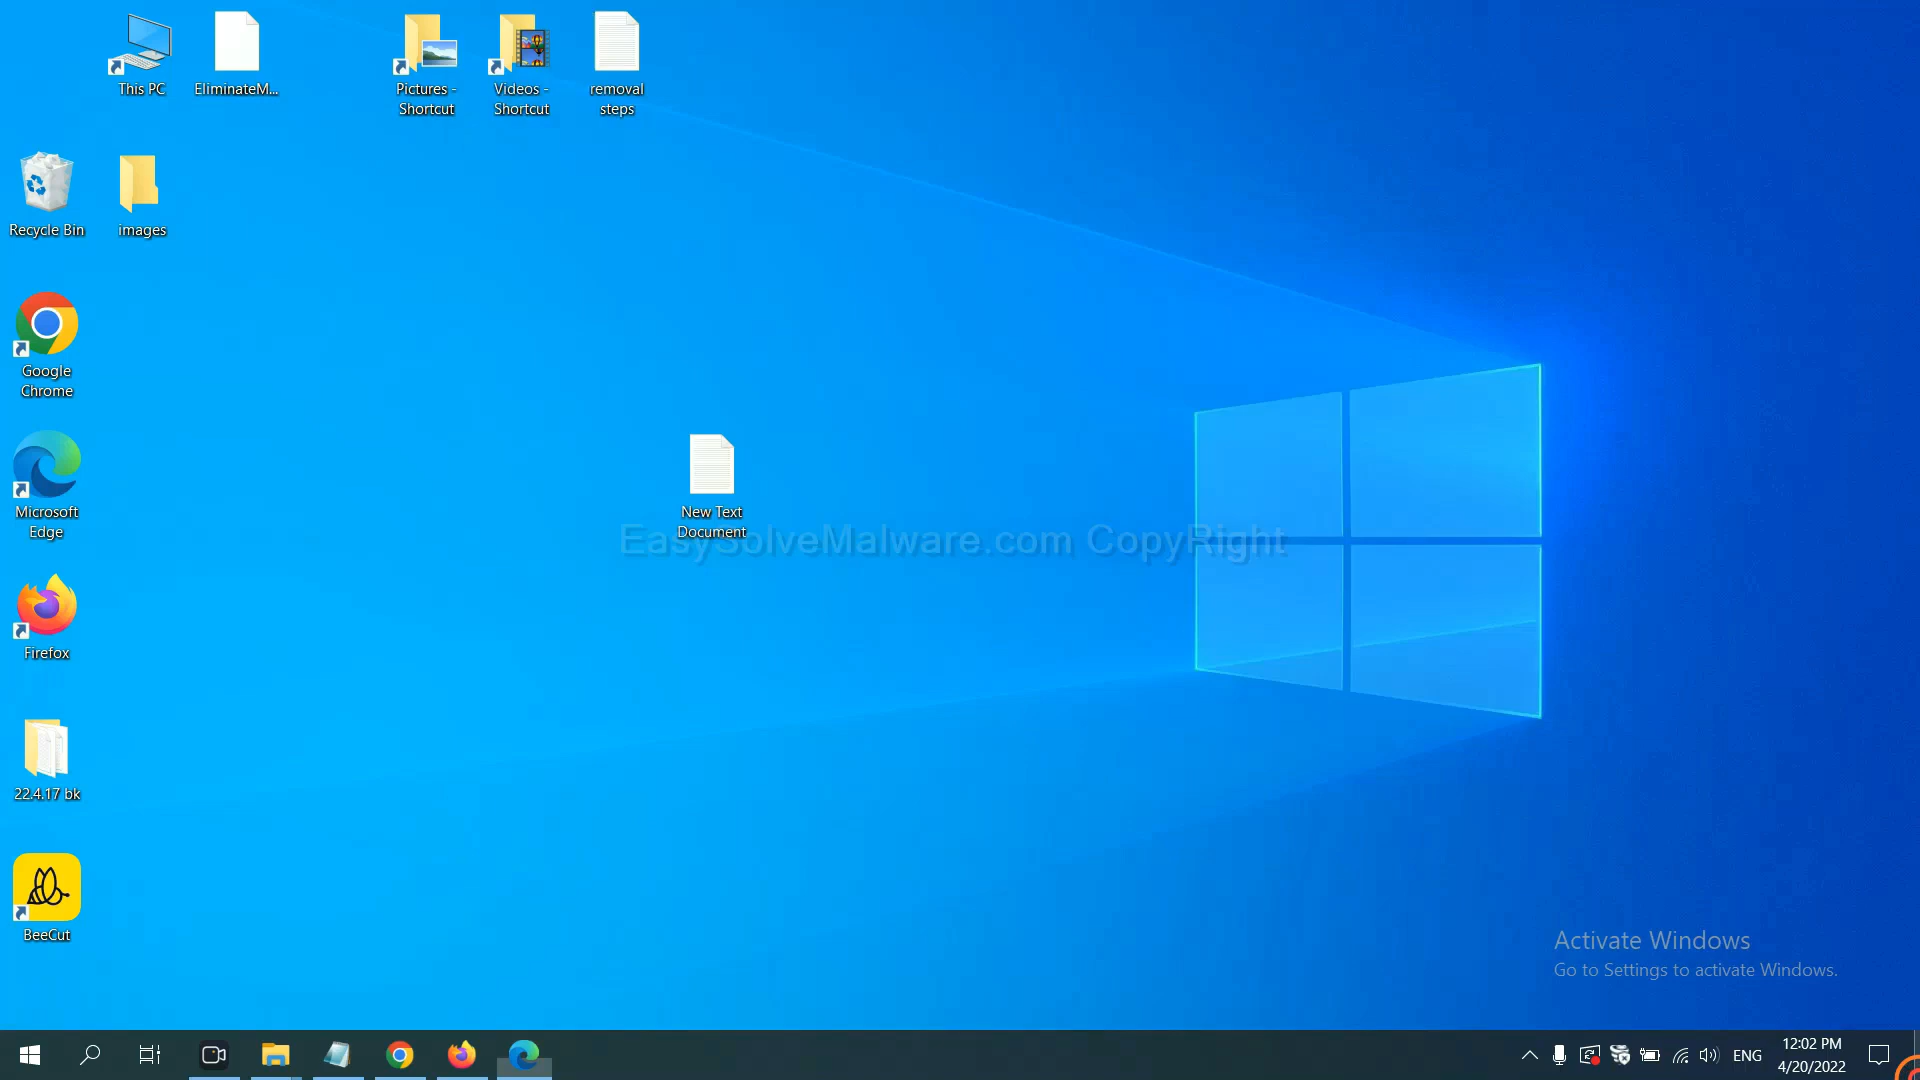 This PC
EliminateM...
Pictures -
Shortcut
Videos -
Shortcut
removal
steps
Recycle Bin
images
Google
Chrome
Microsoft
Edge
New Text
Document
EasySolveMalware.com CopyRight
Firefox
22.4.17 bk
BeeCut
Activate Windows
Go to Settings to activate Windows.
ENG
12:02 PM
4/20/2022